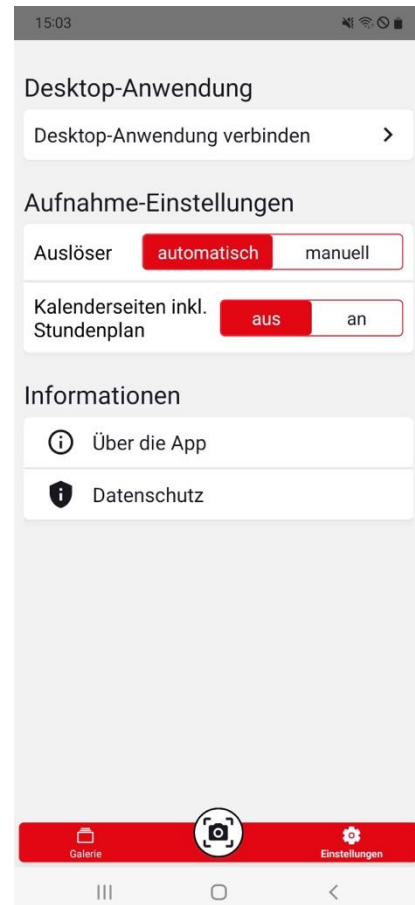 15:03
Desktop-Anwendung
Desktop-Anwendung verbinden
Aufnahme-Einstellungen
Auslöser automatisch manuell
Kalenderseiten inkl.
Stundenplan aus an
Informationen
Über die App
Datenschutz
Galerie Einstellungen